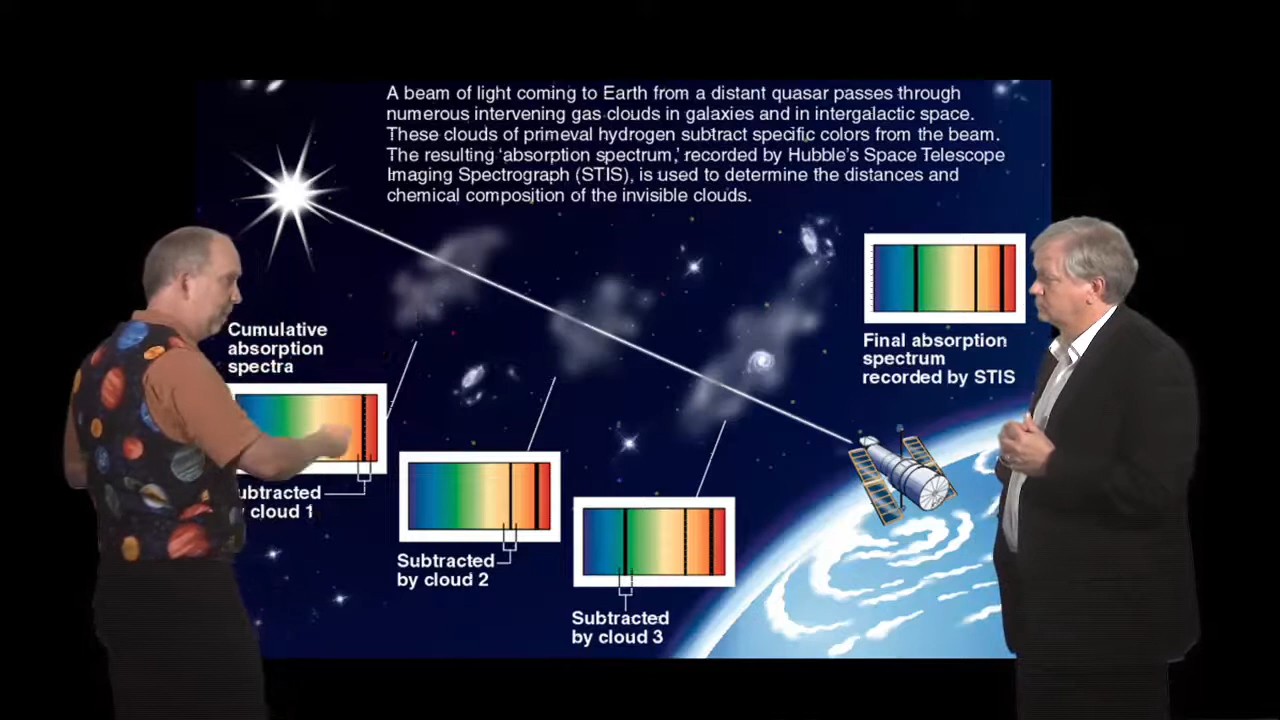 A beam of light coming to Earth from a distant quasar passes through
numerous intervening gas clouds in galaxies and in intergalactic space.
These clouds of primeval hydrogen subtract specific colors from the beam.
The resulting ‘absorption spectrum,’ recorded by Hubble’s Space Telescope
Imaging Spectrograph (STIS), is used to determine the distances and
chemical composition of the invisible clouds.
Cumulative
absorption
spectra
ubtracted
cloud 1
Subtracted
by cloud 2
Subtracted
by cloud 3
Final absorption
spectrum
recorded by STIS